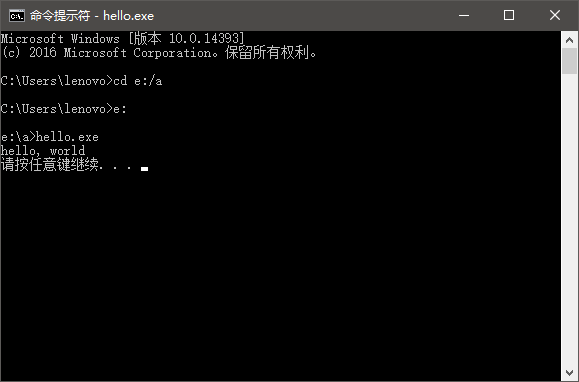 命令提示符 - hello.exe
Microsoft Windows [版本 10.0.14393]
(c) 2016 Microsoft Corporation。保留所有权利。
C:\Users\lenovo>cd e:/a
C:\Users\lenovo>e:
e:\a>hello.exe
hello, world
请按任意键继续. . .